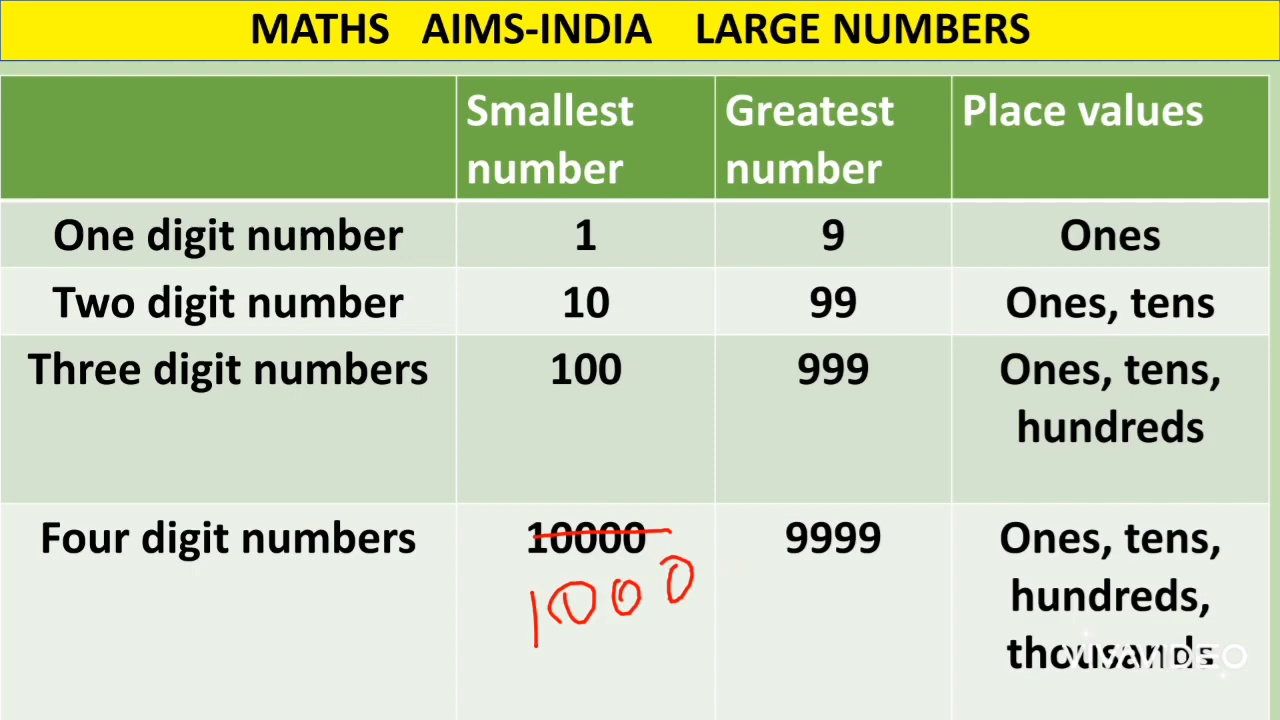 MATHS AIMS-INDIA LARGE NUMBERS
Smallest number Greatest number Place values
One digit number 1 9 Ones
Two digit number 10 99 Ones, tens
Three digit numbers 100 999 Ones, tens,
hundreds
Four digit numbers 10000 9999 Ones, tens,
1000 hundreds,
thousands
VIVAVIDEO